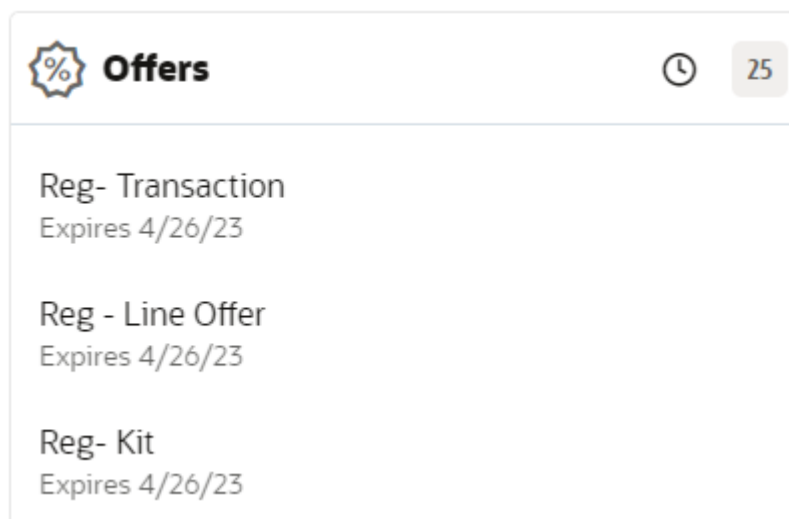 % Offers 25
Reg- Transaction
Expires 4/26/23
Reg - Line Offer
Expires 4/26/23
Reg- Kit
Expires 4/26/23